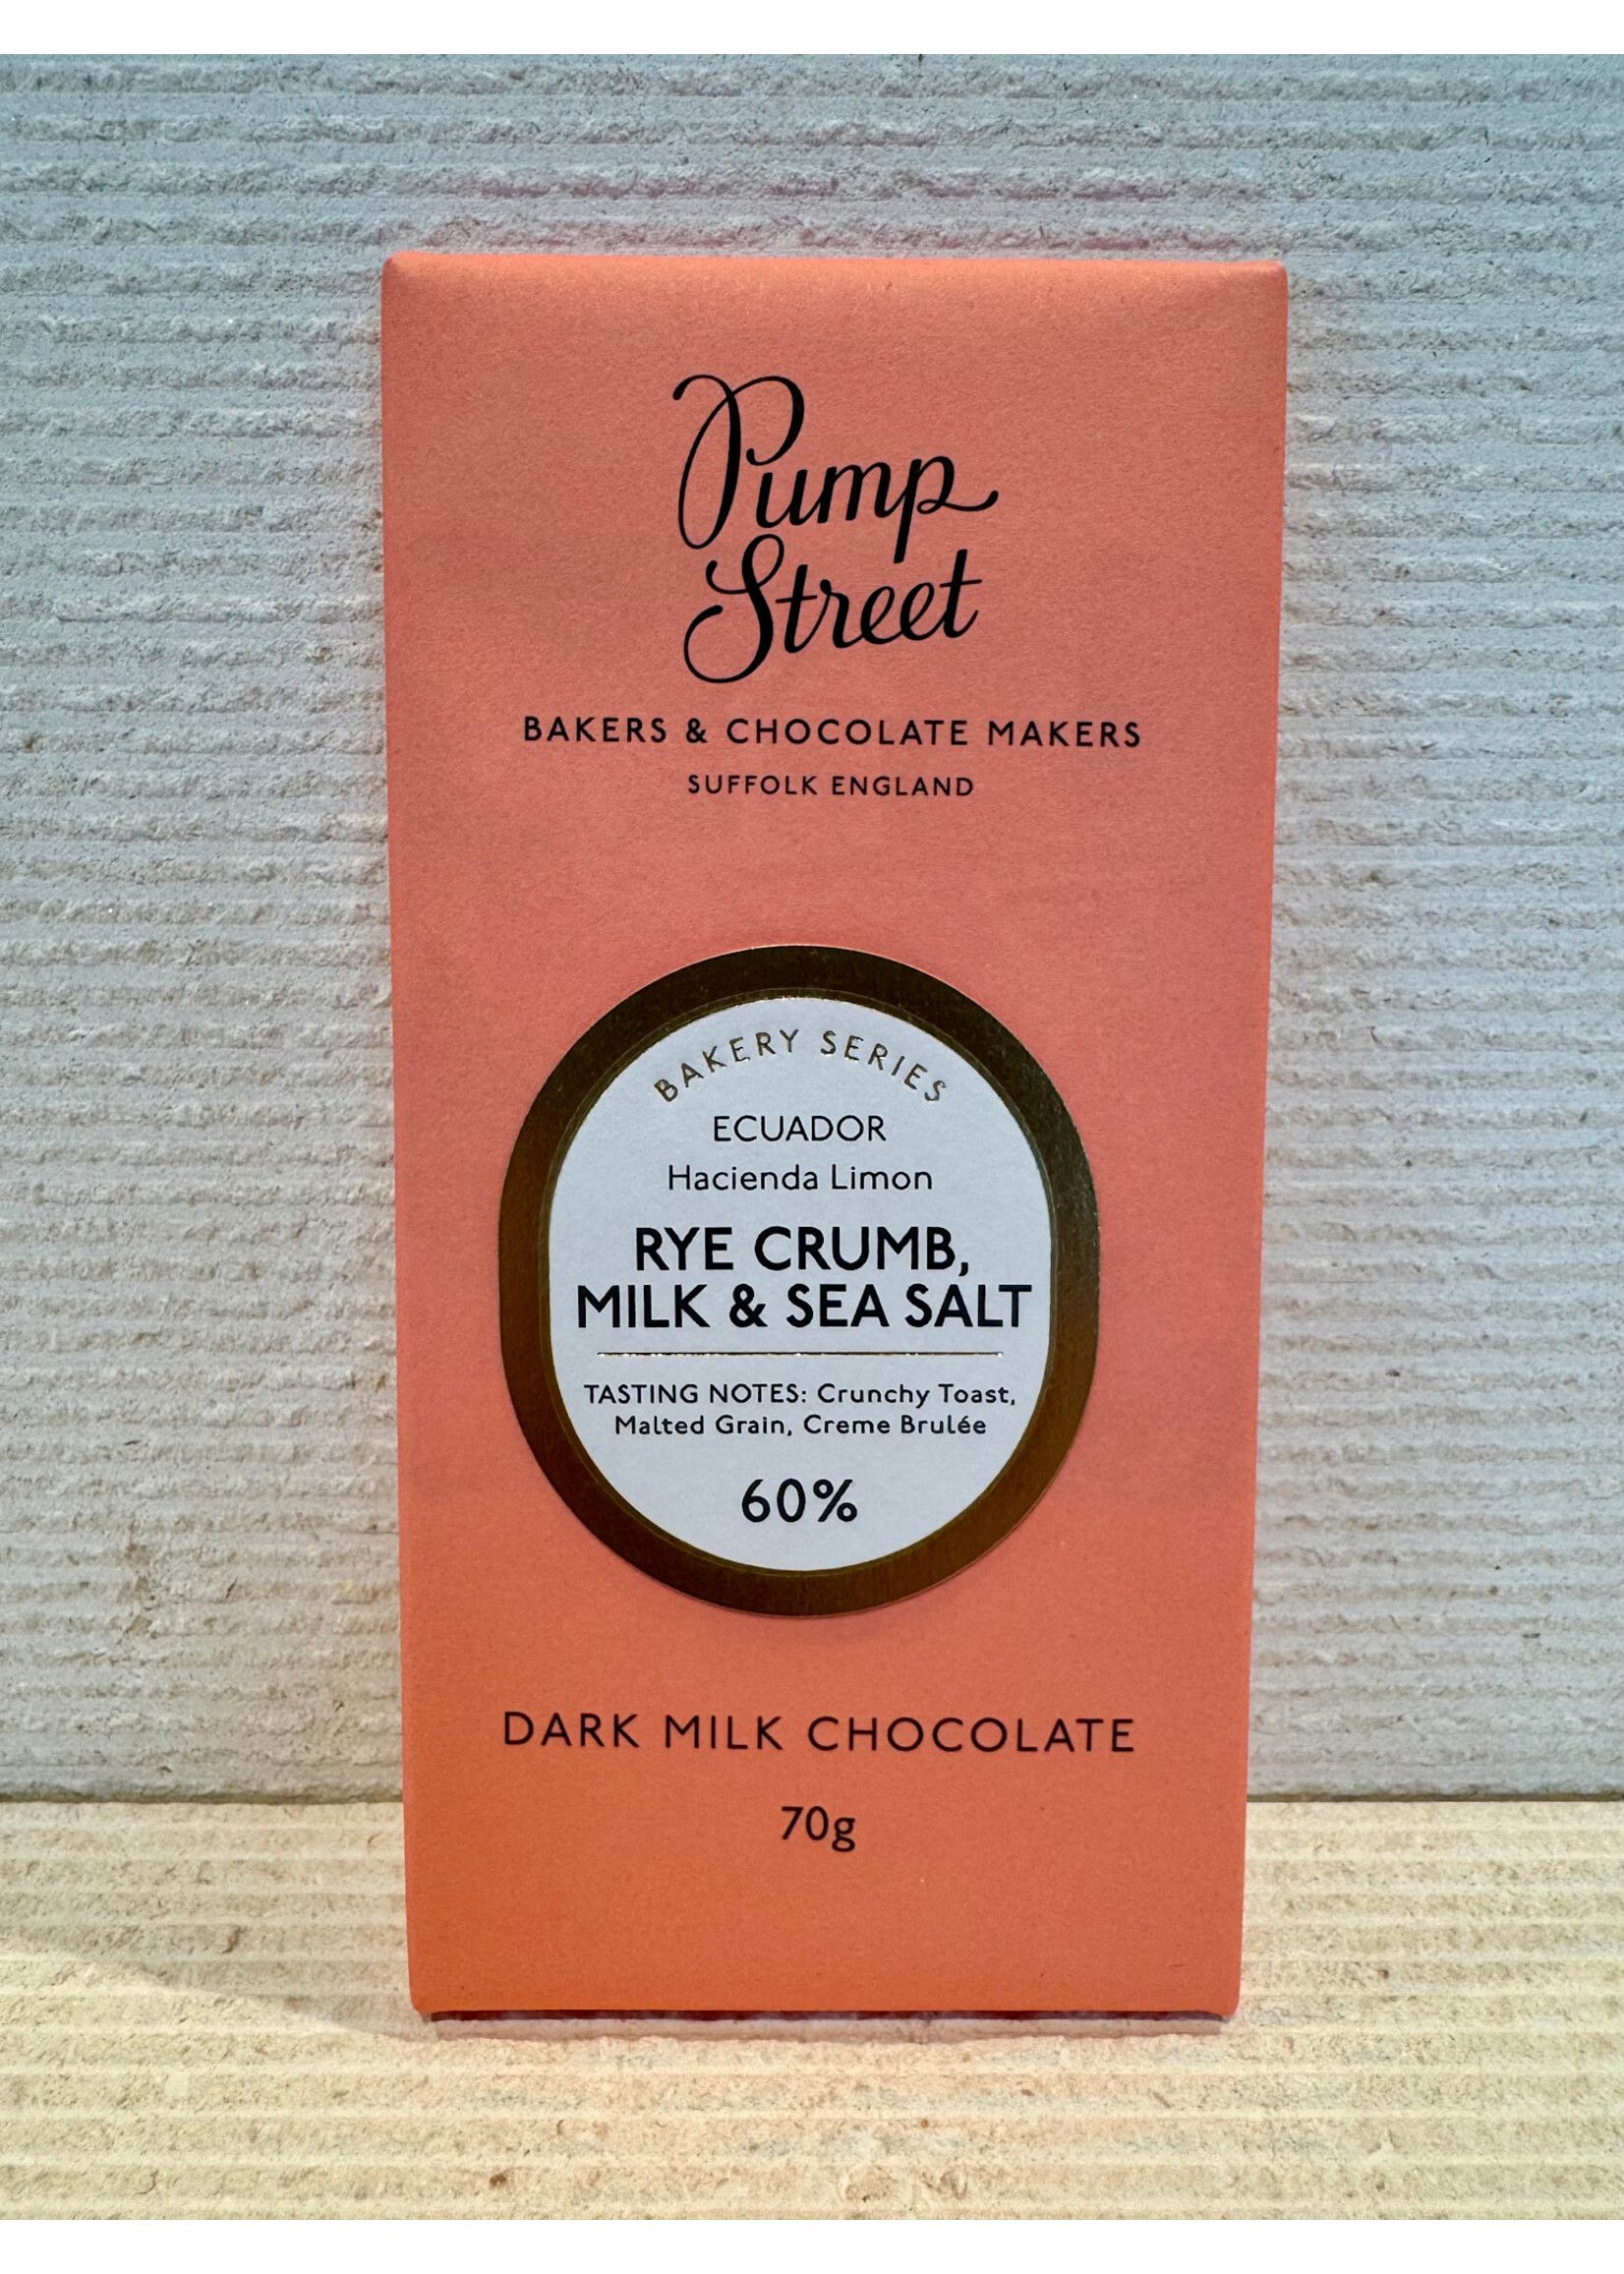 Pump
Street
BAKERS & CHOCOLATE MAKERS
SUFFOLK ENGLAND
BAKERY SERIES
ECUADOR
Hacienda Limon
RYE CRUMB,
MILK & SEA SALT
TASTING NOTES: Crunchy Toast,
Malted Grain, Creme Brulée
60%
DARK MILK CHOCOLATE
70g